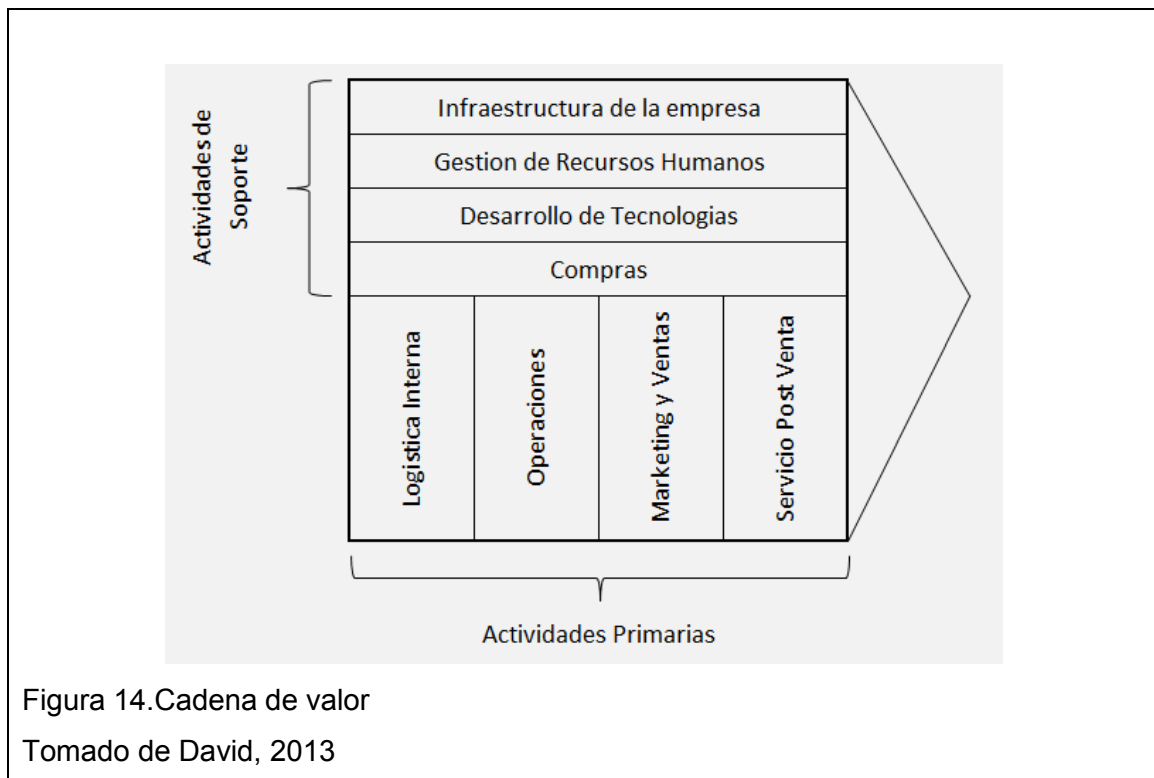 Actividades de
Soporte
Infraestructura de la empresa
Gestion de Recursos Humanos
Desarrollo de Tecnologias
Compras
Logistica Interna
Operaciones
Marketing y Ventas
Servicio Post Venta
Actividades Primarias
Figura 14.Cadena de valor
Tomado de David, 2013